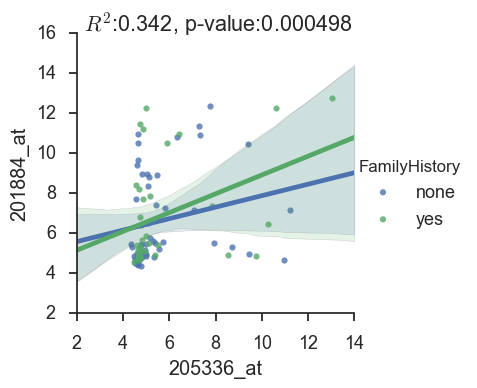 R²:0.342, p-value:0.000498
16
14
12
10
8
6
4
2
201884_at
2 4 6 8 10 12 14
205336_at
FamilyHistory
none
yes